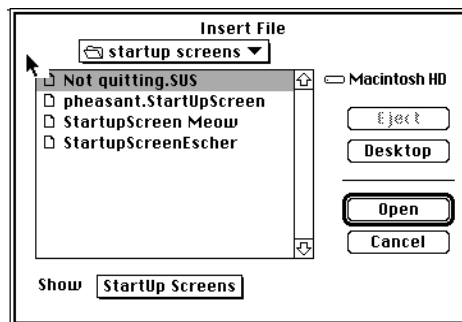 Insert File
startup screens
Not quitting.SUS
pheasant.StartUpScreen
StartupScreen Meow
StartupScreenEscher
Macintosh HD
Eject
Desktop
Open
Cancel
Show StartUp Screens